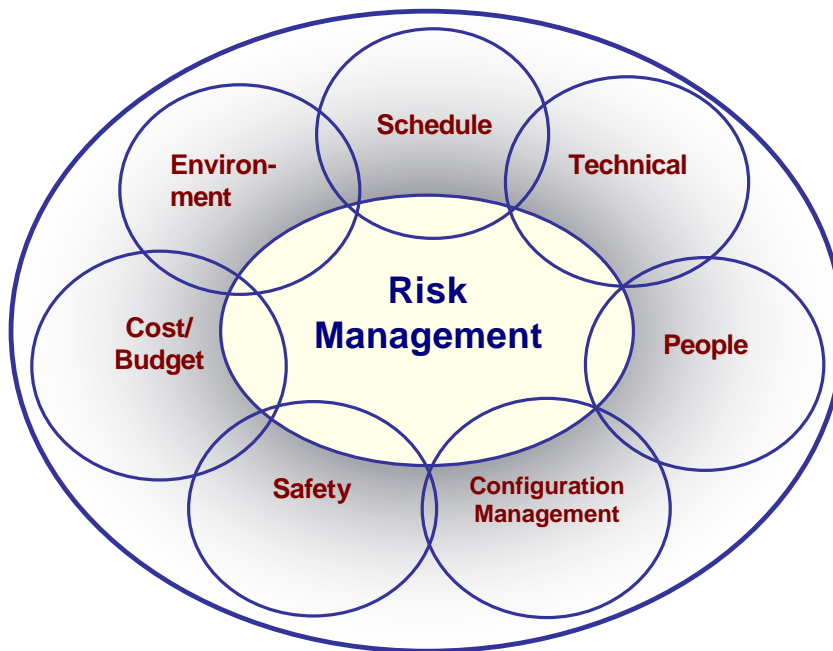 Schedule
Environ-
ment
Technical
Risk
Management
Cost/
Budget
People
Safety
Configuration
Management